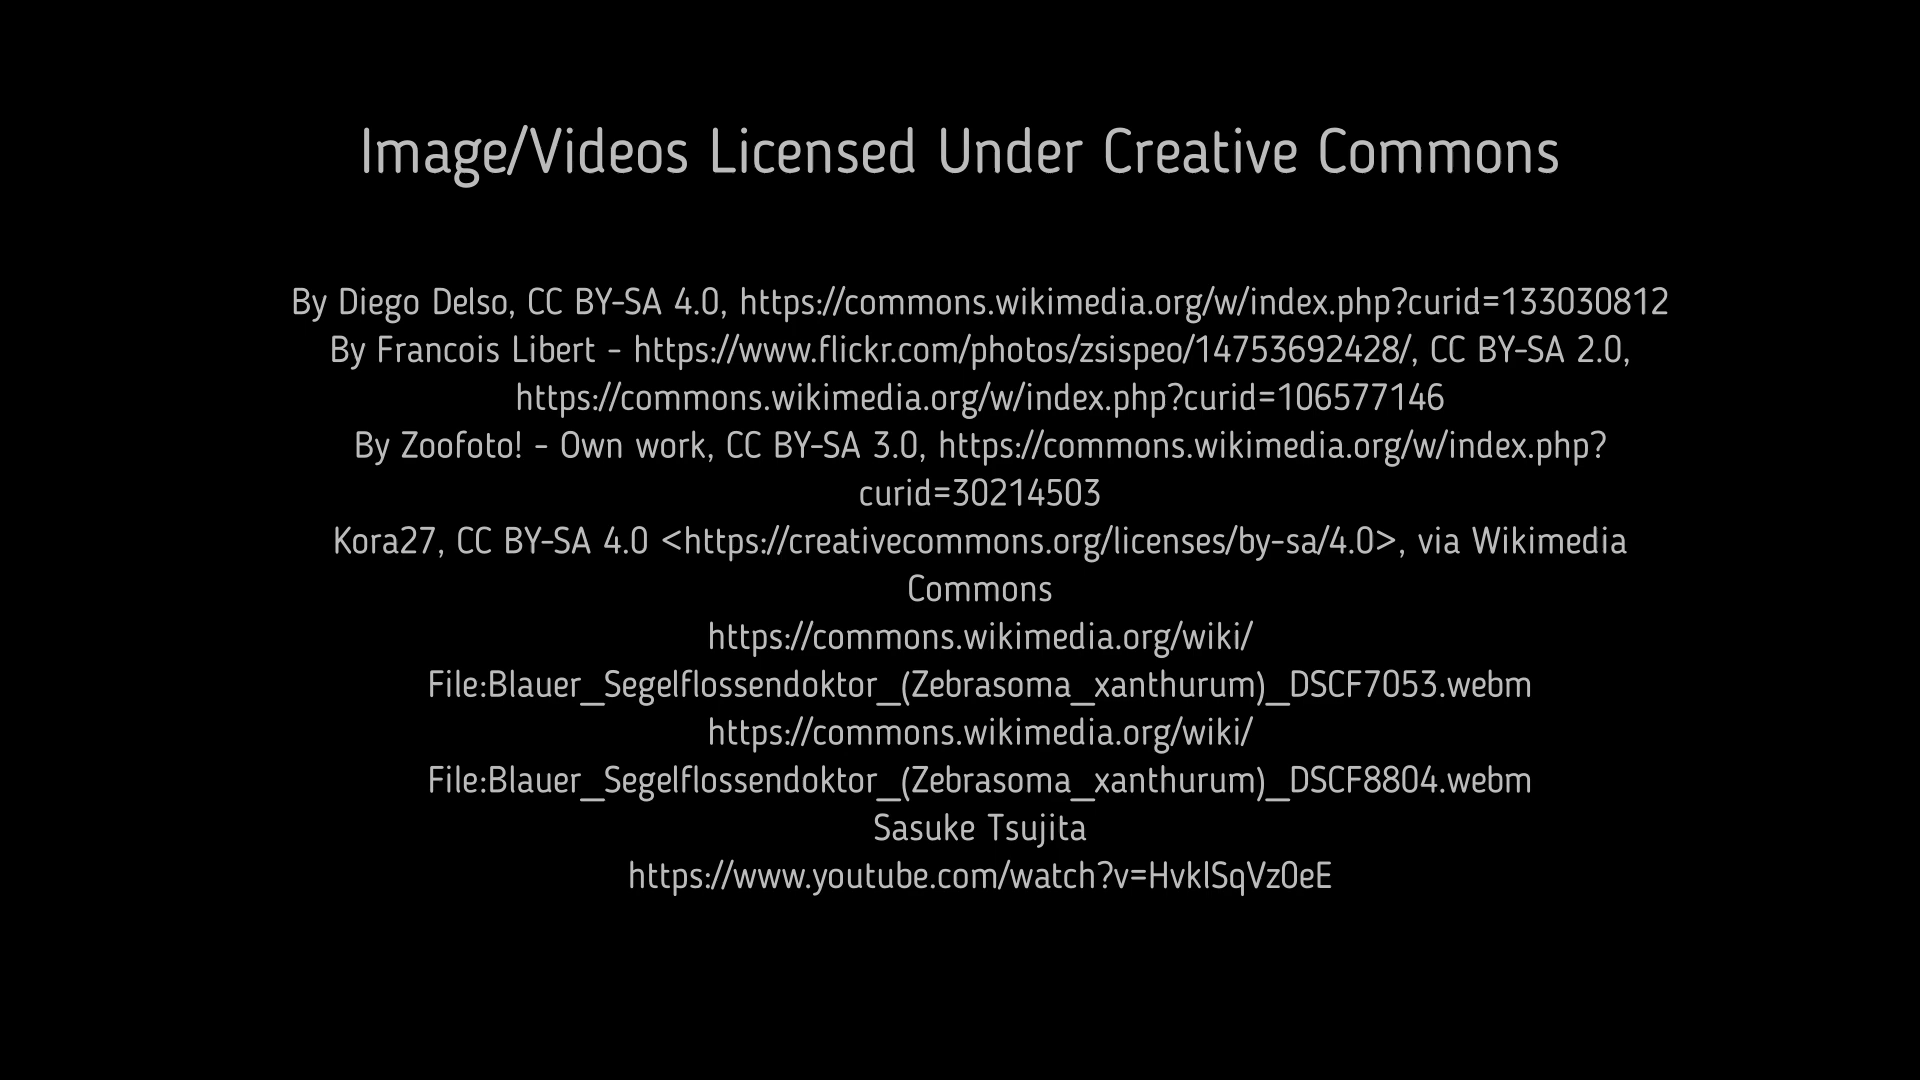 Image/Videos Licensed Under Creative Commons
By Diego Delso, CC BY-SA 4.0, https://commons.wikimedia.org/w/index.php?curid=133030812
By Francois Libert - https://www.flickr.com/photos/zsispeo/14753692428/, CC BY-SA 2.0,
https://commons.wikimedia.org/w/index.php?curid=106577146
By Zoofoto! - Own work, CC BY-SA 3.0, https://commons.wikimedia.org/w/index.php?
curid=30214503
Kora27, CC BY-SA 4.0 <https://creativecommons.org/licenses/by-sa/4.0>, via Wikimedia
Commons
https://commons.wikimedia.org/wiki/
File:Blauer_Segelflossendoktor_(Zebrasoma_xanthurum)_DSCF7053.webm
https://commons.wikimedia.org/wiki/
File:Blauer_Segelflossendoktor_(Zebrasoma_xanthurum)_DSCF8804.webm
Sasuke Tsujita
https://www.youtube.com/watch?v=HvklSqVz0eE